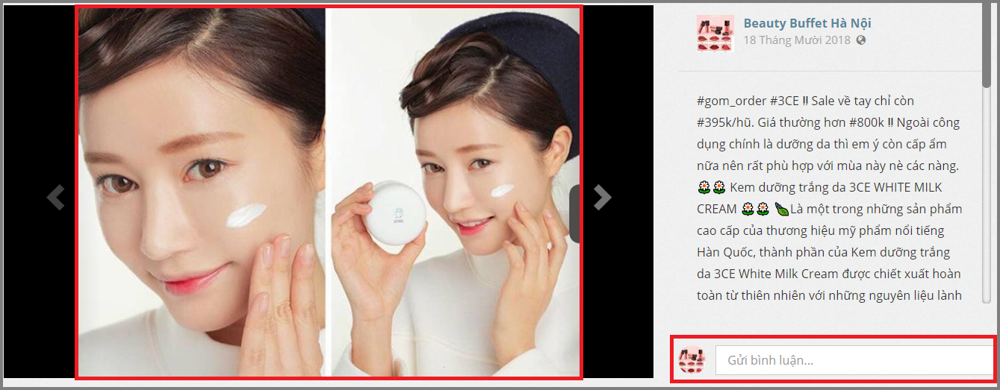 Beauty Buffet Hà Nội
18 Tháng Mười 2018
#gom_order #3CE ‼ Sale về tay chỉ còn
#395k/hũ. Giá thường hơn #800k ‼ Ngoài công
dụng chính là dưỡng da thì em ý còn cấp ẩm
nữa nên rất phù hợp với mùa này nè các nàng.
🌼🌼 Kem dưỡng trắng da 3CE WHITE MILK
CREAM 🌼🌼 🍃Là một trong những sản phẩm
cao cấp của thương hiệu mỹ phẩm nổi tiếng
Hàn Quốc, thành phần của Kem dưỡng trắng
da 3CE White Milk Cream được chiết xuất hoàn
toàn từ thiên nhiên với những nguyên liệu lành
Gửi bình luận...